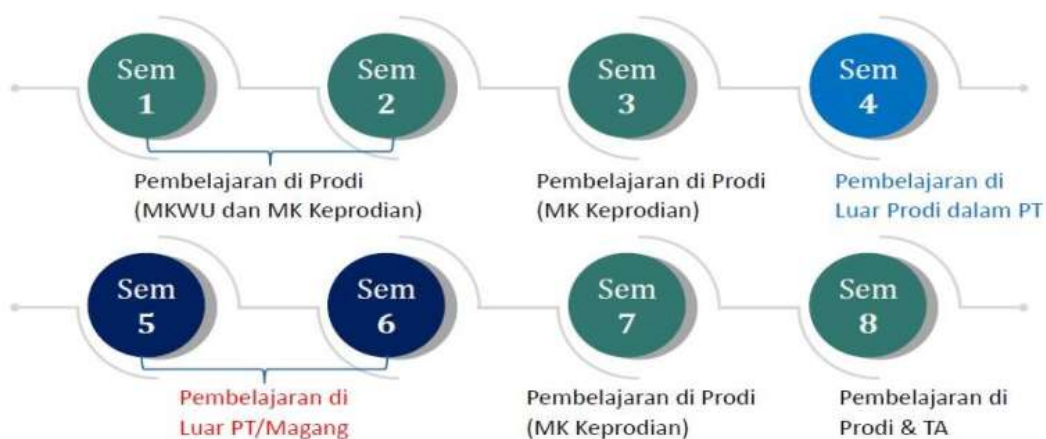 Sem
1
Sem
2
Sem
3
Sem
4
Pembelajaran di Prodi
(MKWU dan MK Keprodian)
Pembelajaran di Prodi
(MK Keprodian)
Pembelajaran di
Luar Prodi dalam PT
Sem
5
Sem
6
Sem
7
Sem
8
Pembelajaran di
Luar PT/Magang
Pembelajaran di Prodi
(MK Keprodian)
Pembelajaran di
Prodi & TA